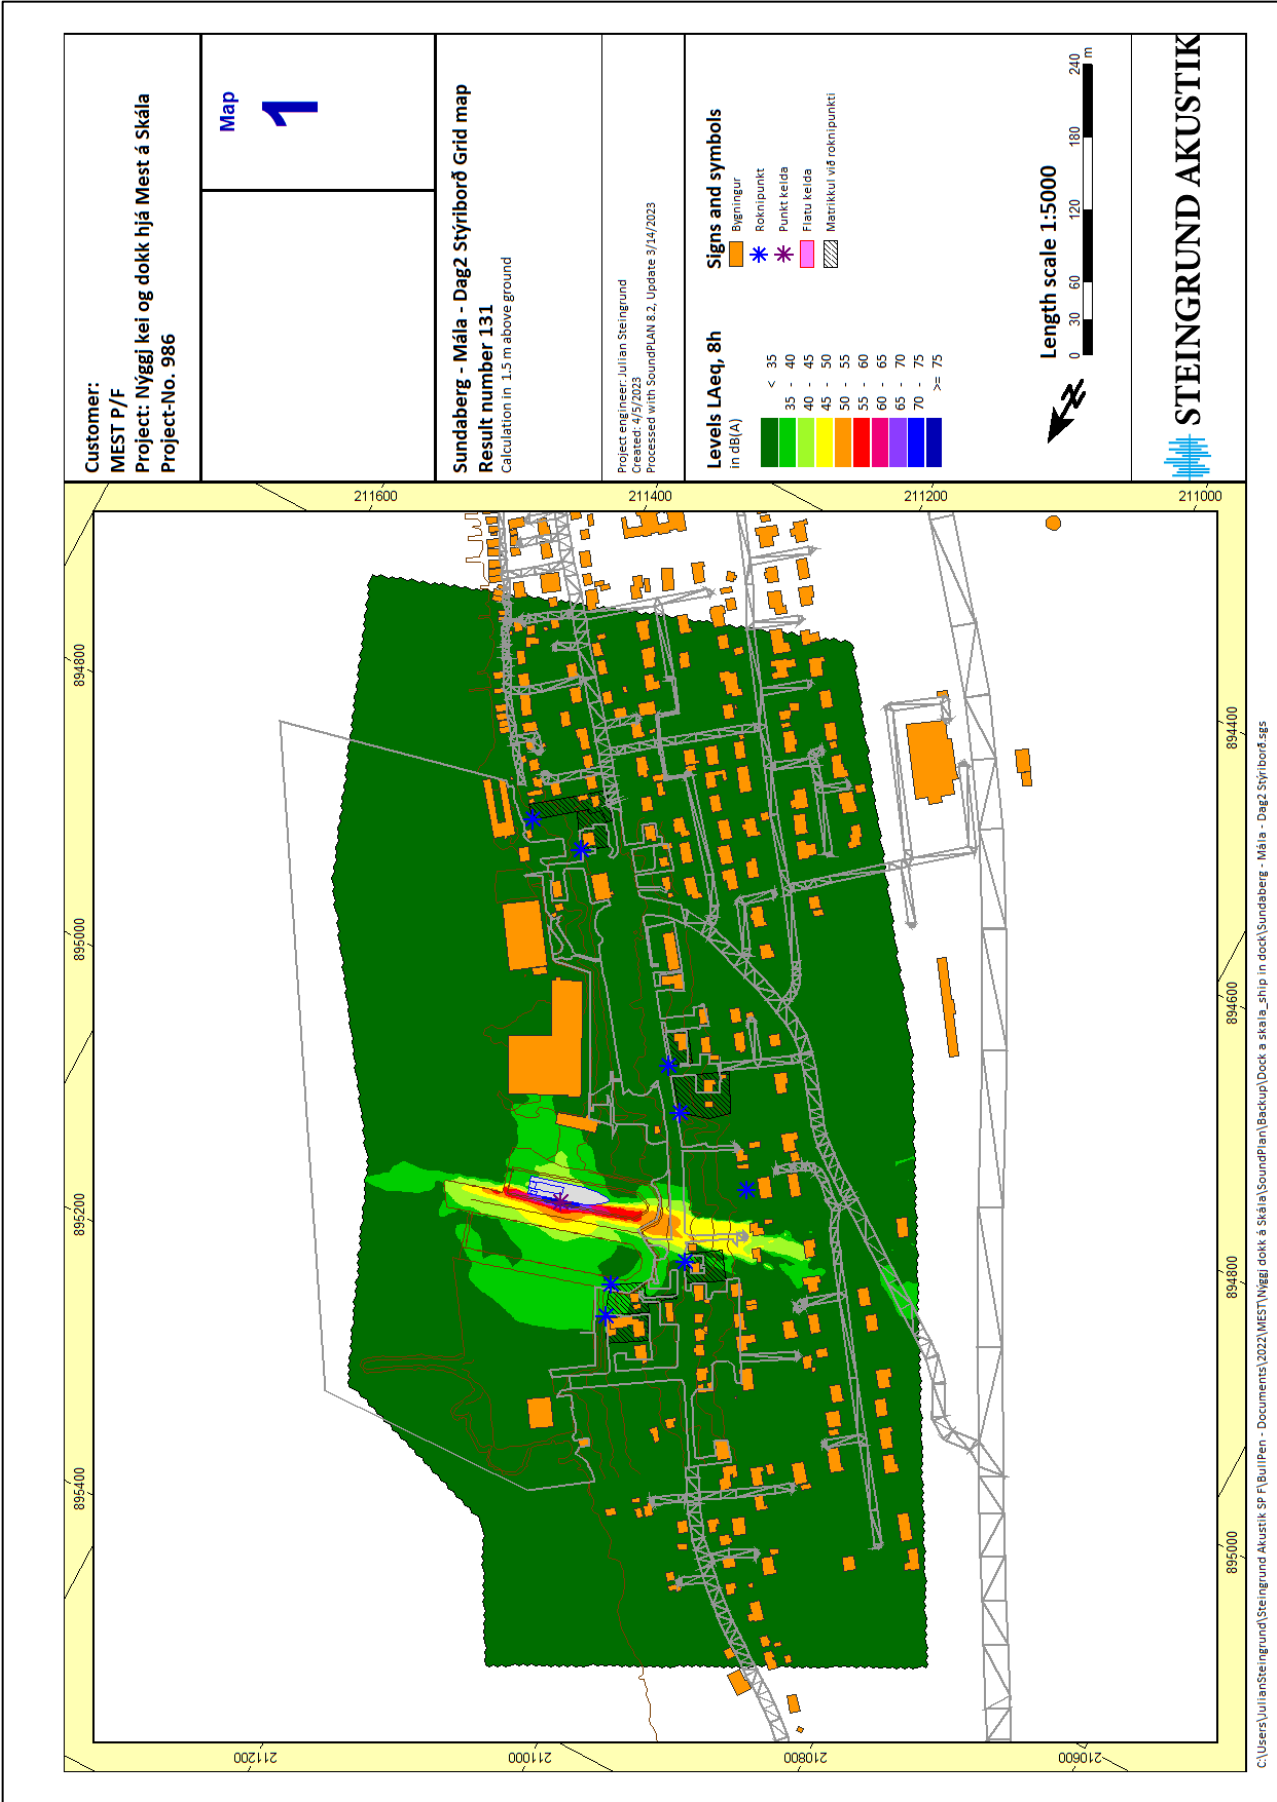 Customer:
MEST P/F
Project: Nýggj kei og dokk hjá Mest á Skála
Project-No. 986
Map
1
Sundaberg - Mála - Dag2 Stýriborð Grid map
Result number 131
Calculation in 1.5 m above ground
Project engineer: Julian Steingrund
Created: 4/5/2023
Processed with SoundPLAN 8.2, Update 3/14/2023
Levels LAeq, 8h
in dB(A)
< 35
35 - 40
40 - 45
45 - 50
50 - 55
55 - 60
60 - 65
65 - 70
70 - 75
>= 75
Signs and symbols
Bygningur
Roknipunkt
Punkt kelda
Flatu kelda
Matrikkul við roknipunkti
Length scale 1:5000
0 30 60 120 180 240
m
N
STEINGRUND AKUSTIK
211600
211400
211200
211000
894800
895000
895200
895400
894400
894600
894800
895000
211200
211000
210800
210600
C:\Users\JulianSteingrund\Steingrund Akustik SP F\BullPen - Documents\2022\MEST\Nýggj dokk á Skála\SoundPlan\Backup\Dock a skala_ship in dock\Sundaberg - Mála - Dag2 Stýriborð.sgs